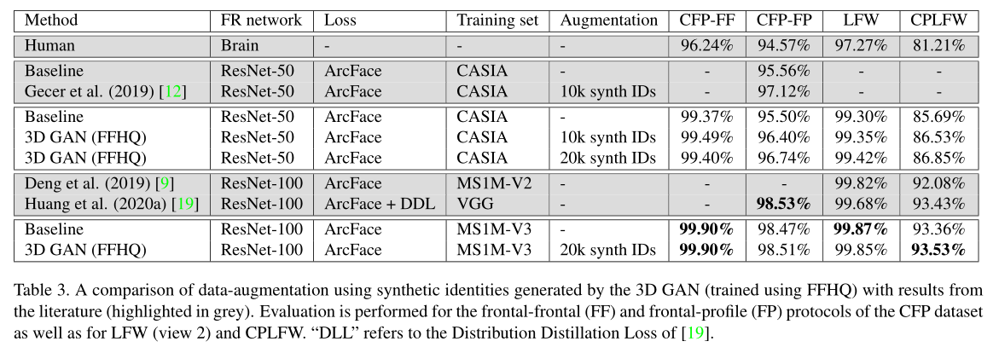 Method FR network Loss Training set Augmentation CFP-FF CFP-FP LFW CPLFW
Human Brain - - - 96.24% 94.57% 97.27% 81.21%
Baseline ResNet-50 ArcFace CASIA - - 95.56% - -
Gecer et al. (2019) [12] ResNet-50 ArcFace CASIA 10k synth IDs - 97.12% - -
Baseline ResNet-50 ArcFace CASIA - 99.37% 95.50% 99.30% 85.69%
3D GAN (FFHQ) ResNet-50 ArcFace CASIA 10k synth IDs 99.49% 96.40% 99.35% 86.53%
3D GAN (FFHQ) ResNet-50 ArcFace CASIA 20k synth IDs 99.40% 96.74% 99.42% 86.85%
Deng et al. (2019) [9] ResNet-100 ArcFace MS1M-V2 - - - 99.82% 92.08%
Huang et al. (2020a) [19] ResNet-100 ArcFace + DDL VGG - - 98.53% 99.68% 93.43%
Baseline ResNet-100 ArcFace MS1M-V3 - 99.90% 98.47% 99.87% 93.36%
3D GAN (FFHQ) ResNet-100 ArcFace MS1M-V3 20k synth IDs 99.90% 98.51% 99.85% 93.53%
Table 3. A comparison of data-augmentation using synthetic identities generated by the 3D GAN (trained using FFHQ) with results from
the literature (highlighted in grey). Evaluation is performed for the frontal-frontal (FF) and frontal-profile (FP) protocols of the CFP dataset
as well as for LFW (view 2) and CPLFW. “DLL” refers to the Distribution Distillation Loss of [19].